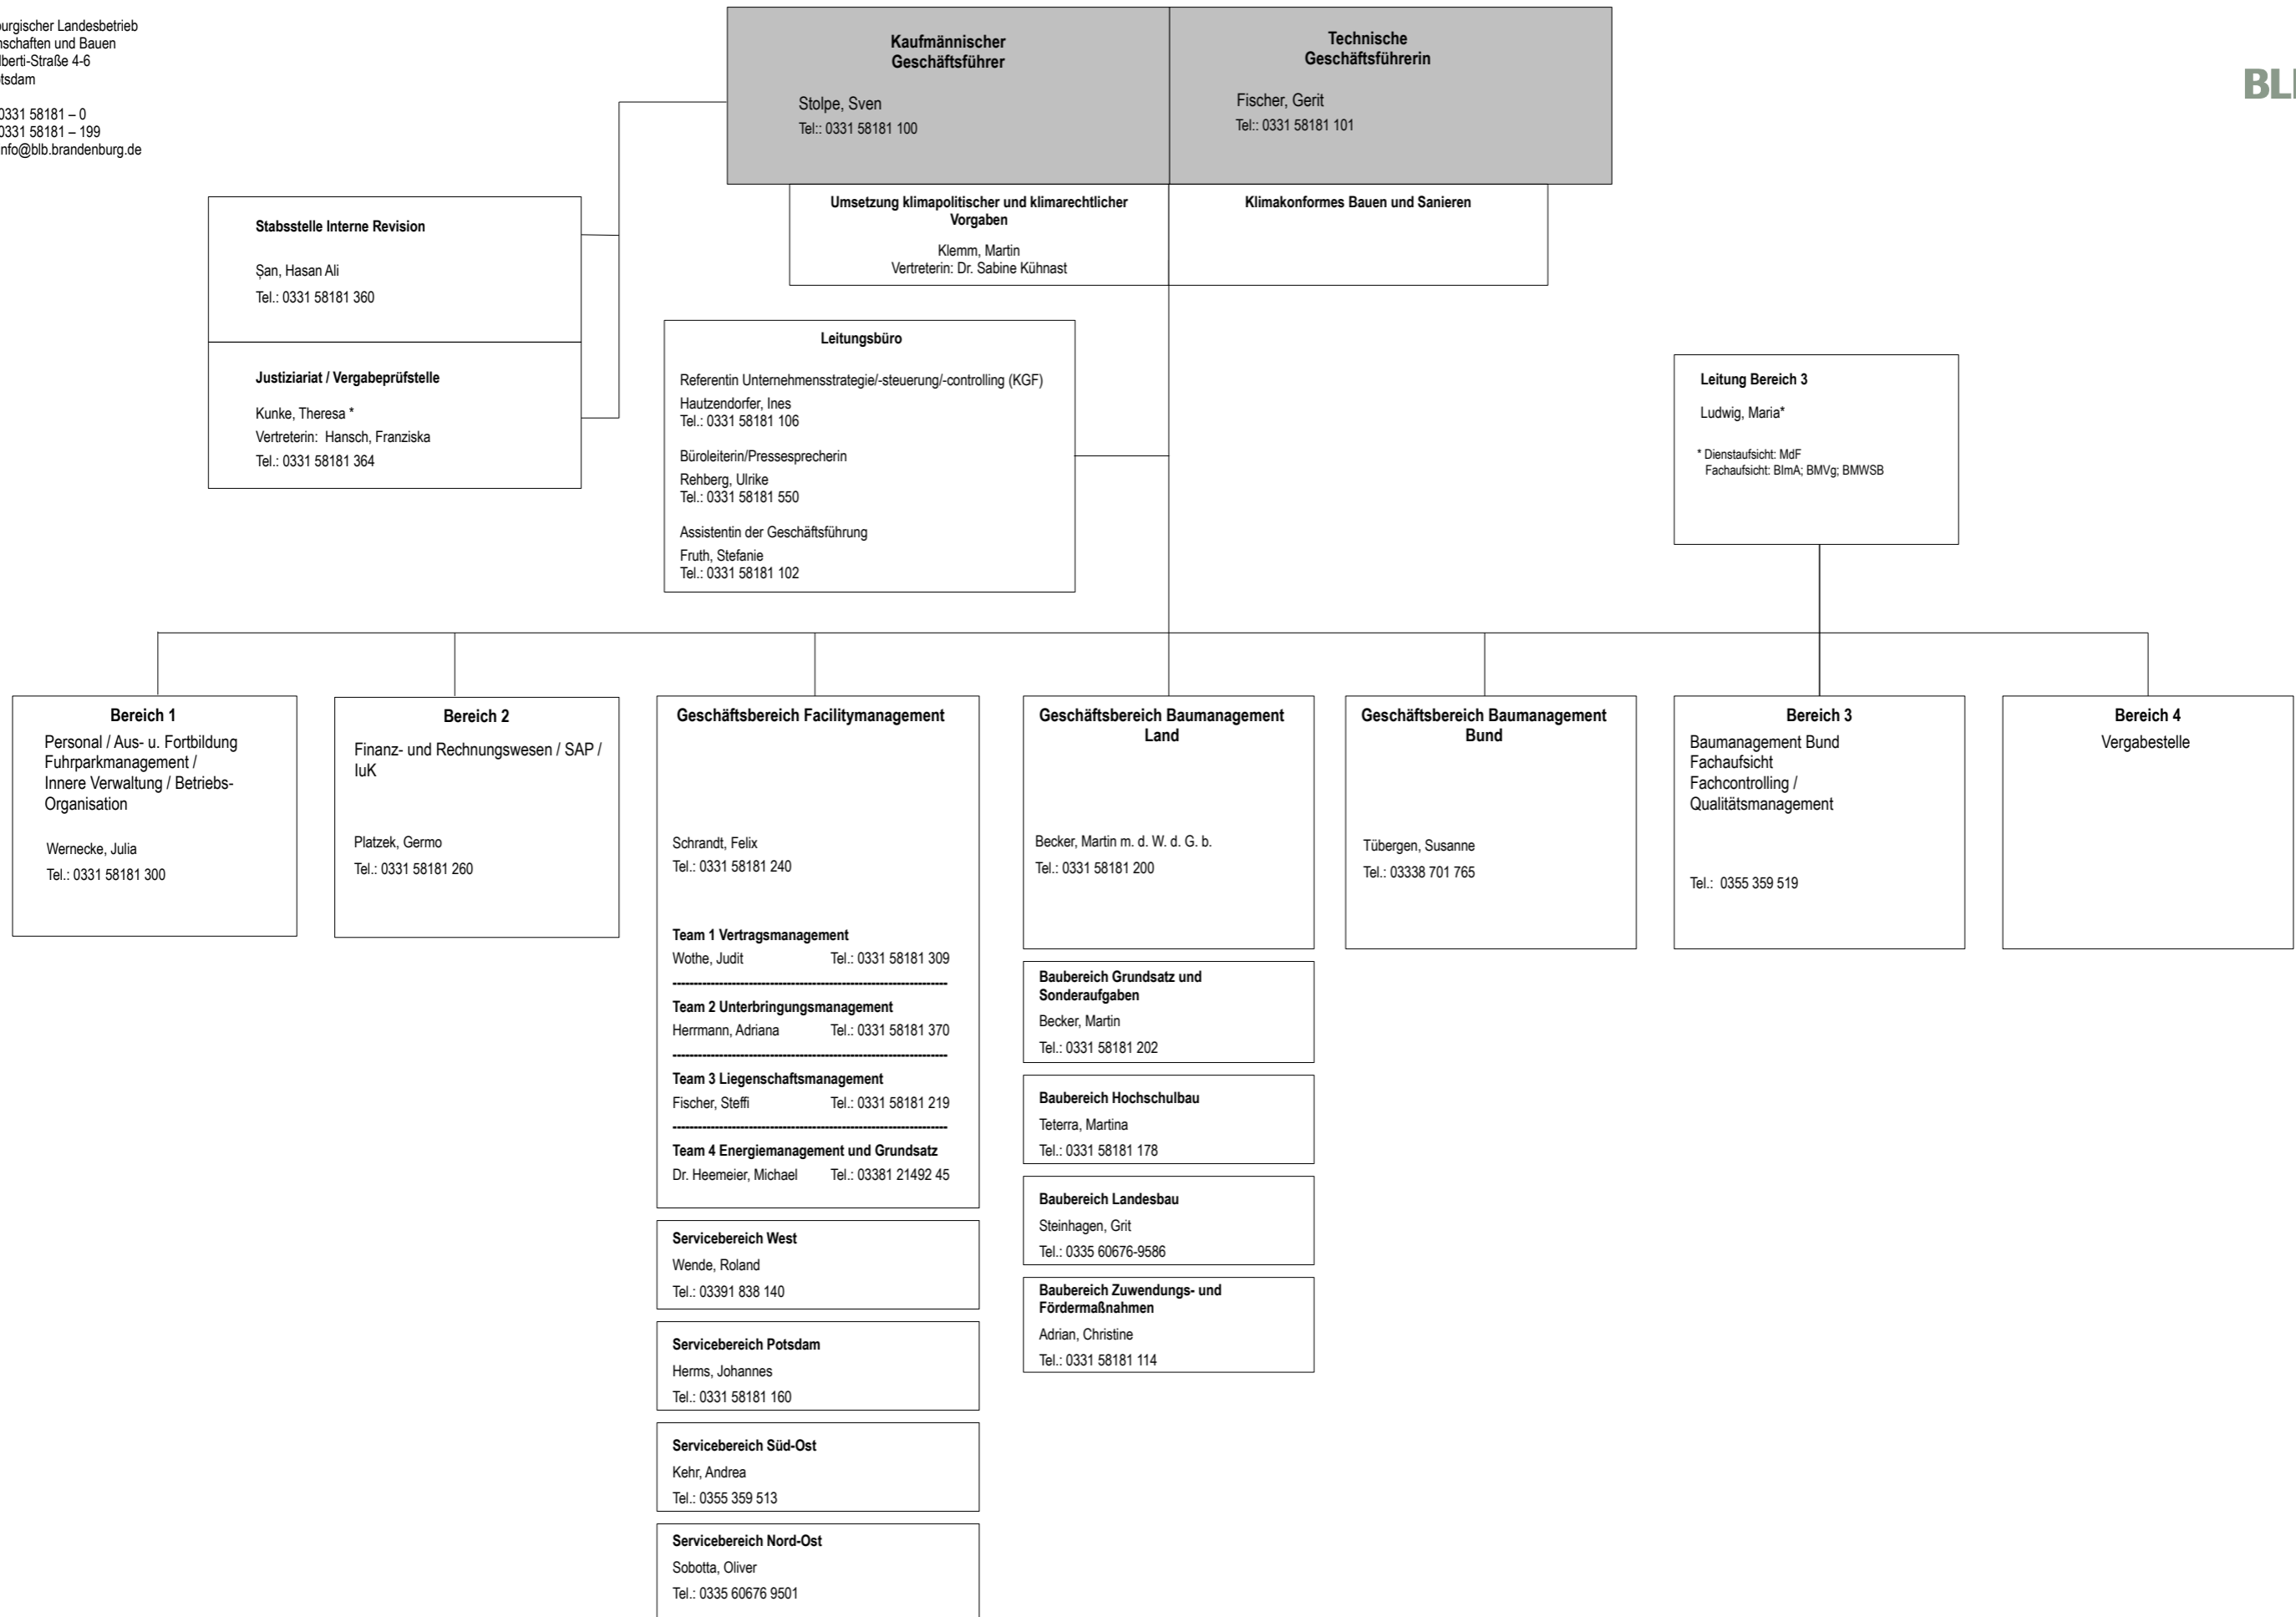 Landesbetrieb
und Bauen
Straße 4-6
0331 58181 – 0
0331 58181 – 199
Kaufmännischer
Geschäftsführer
Stolpe, Sven
Tel:: 0331 58181 100
Technische
Geschäftsführerin
Fischer, Gerit
Tel:: 0331 58181 101
Umsetzung klimapolitischer und klimarechtlicher
Vorgaben
Klemm, Martin
Vertreterin: Dr. Sabine Kühnast
Klimakonformes Bauen und Sanieren
Stabsstelle Interne Revision
Șan, Hasan Ali
Tel.: 0331 58181 360
Justiziariat / Vergabeprüfstelle
Kunke, Theresa *
Vertreterin: Hansch, Franziska
Tel.: 0331 58181 364
Leitungsbüro
Referentin Unternehmensstrategie/-steuerung/-controlling (KGF)
Hautzendorfer, Ines
Tel.: 0331 58181 106
Büroleiterin/Pressesprecherin
Rehberg, Ulrike
Tel.: 0331 58181 550
Assistentin der Geschäftsführung
Fruth, Stefanie
Tel.: 0331 58181 102
Leitung Bereich 3
Ludwig, Maria*
* Dienstaufsicht: MdF
Fachaufsicht: BImA; BMVg; BMWSB
Bereich 1
Personal / Aus- u. Fortbildung
Fuhrparkmanagement /
Innere Verwaltung / Betriebs-
Organisation
Wernecke, Julia
Tel.: 0331 58181 300
Bereich 2
Finanz- und Rechnungswesen / SAP /
IuK
Platzek, Germo
Tel.: 0331 58181 260
Geschäftsbereich Facilitymanagement
Schrandt, Felix
Tel.: 0331 58181 240
Team 1 Vertragsmanagement
Wothe, Judit Tel.: 0331 58181 309
Team 2 Unterbringungsmanagement
Herrmann, Adriana Tel.: 0331 58181 370
Team 3 Liegenschaftsmanagement
Fischer, Steffi Tel.: 0331 58181 219
Team 4 Energiemanagement und Grundsatz
Dr. Heemeier, Michael Tel.: 03381 21492 45
Servicebereich West
Wende, Roland
Tel.: 03391 838 140
Servicebereich Potsdam
Herms, Johannes
Tel.: 0331 58181 160
Servicebereich Süd-Ost
Kehr, Andrea
Tel.: 0355 359 513
Servicebereich Nord-Ost
Sobotta, Oliver
Tel.: 0335 60676 9501
Geschäftsbereich Baumanagement
Land
Becker, Martin m. d. W. d. G. b.
Tel.: 0331 58181 200
Baubereich Grundsatz und
Sonderaufgaben
Becker, Martin
Tel.: 0331 58181 202
Baubereich Hochschulbau
Teterra, Martina
Tel.: 0331 58181 178
Baubereich Landesbau
Steinhagen, Grit
Tel.: 0335 60676-9586
Baubereich Zuwendungs- und
Fördermaßnahmen
Adrian, Christine
Tel.: 0331 58181 114
Geschäftsbereich Baumanagement
Bund
Tübergen, Susanne
Tel.: 03338 701 765
Bereich 3
Baumanagement Bund
Fachaufsicht
Fachcontrolling /
Qualitätsmanagement
Tel.: 0355 359 519
Bereich 4
Vergabestelle